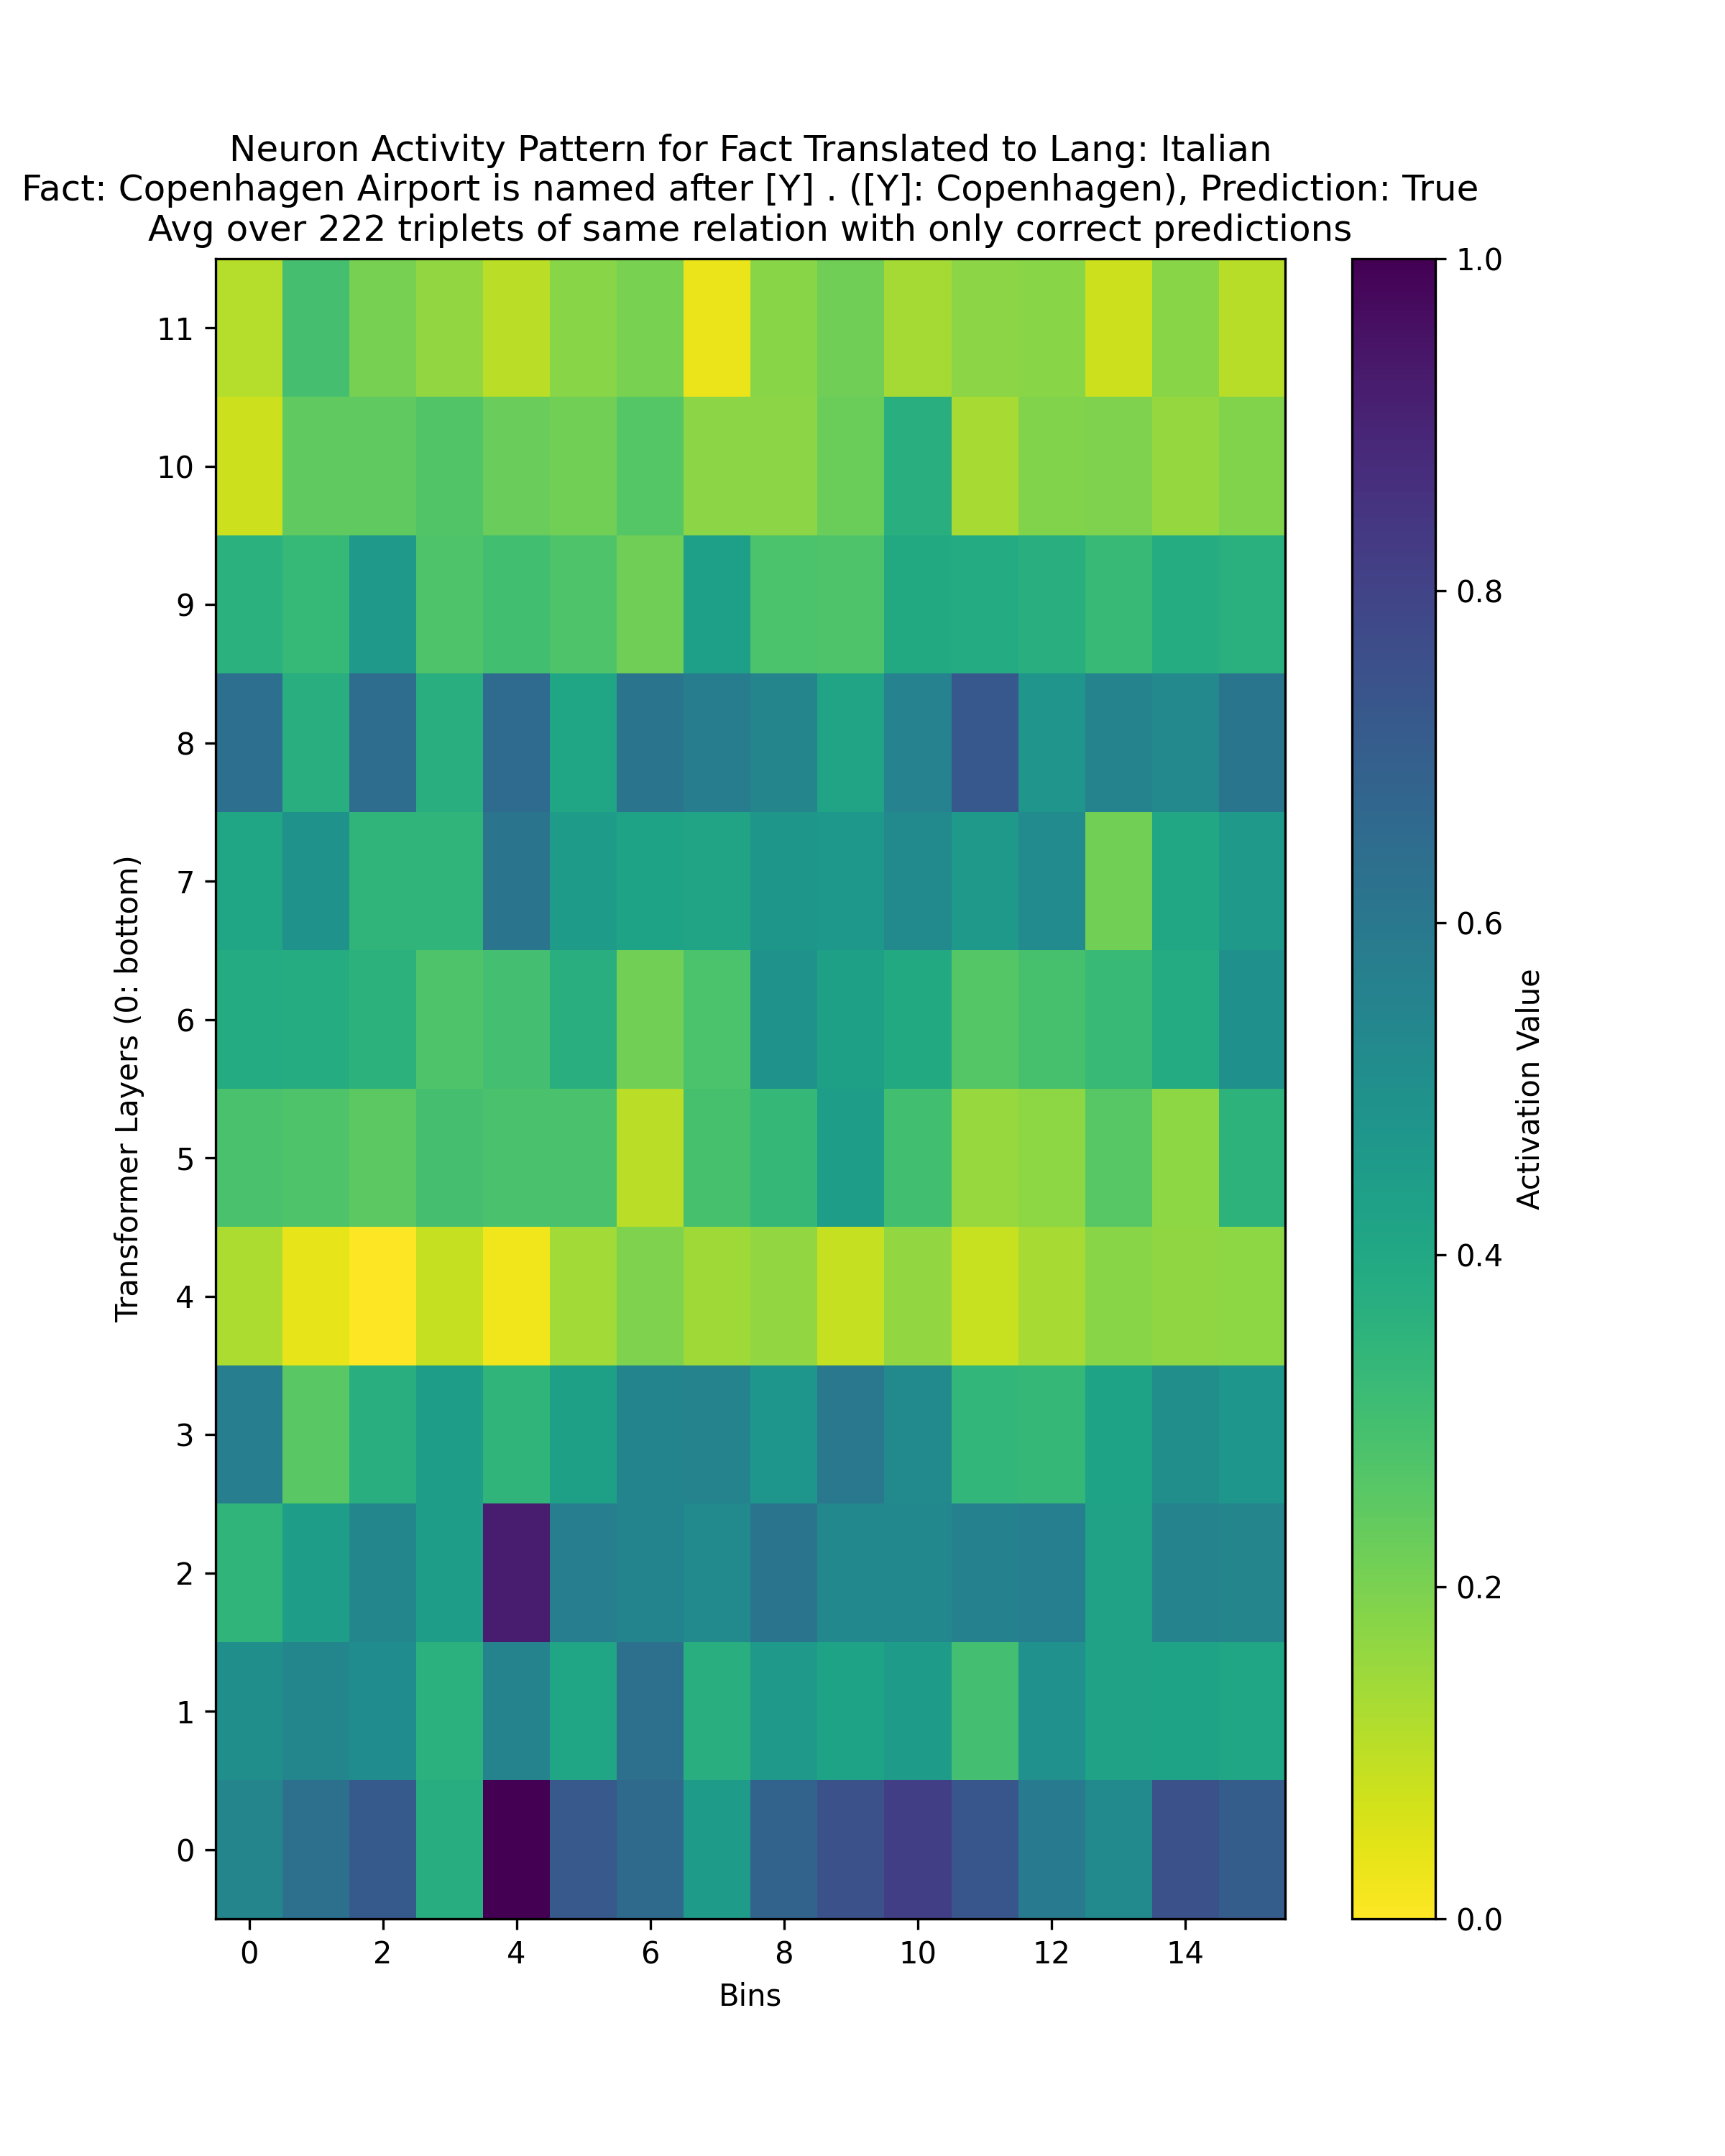 Neuron Activity Pattern for Fact Translated to Lang: Italian
Fact: Copenhagen Airport is named after [Y] . ([Y]: Copenhagen), Prediction: True
Avg over 222 triplets of same relation with only correct predictions
11
10
9
8
7
6
5
4
3
2
1
0
Transformer Layers (0: bottom)
0 2 4 6 8 10 12 14
Bins
1.0
0.8
0.6
0.4
0.2
0.0
Activation Value